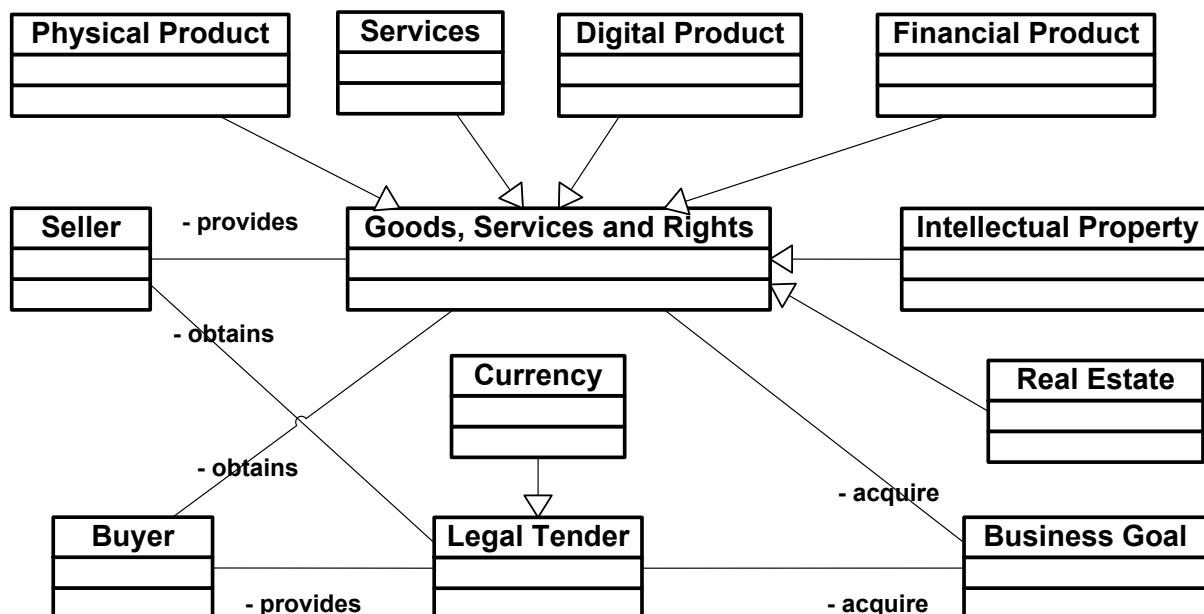 Physical Product
Services
Digital Product
Financial Product
Seller
- provides
Goods, Services and Rights
Intellectual Property
- obtains
Currency
Real Estate
- obtains
- acquire
Buyer
Legal Tender
Business Goal
- provides
- acquire